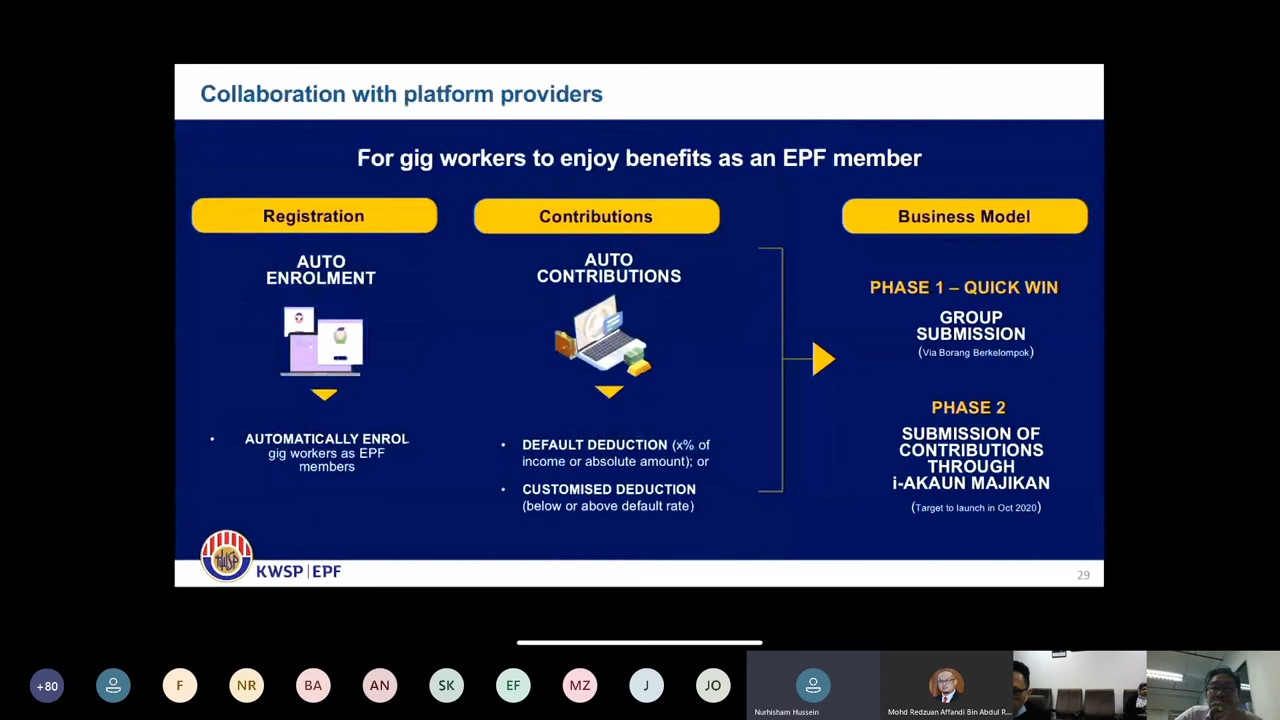 Collaboration with platform providers
For gig workers to enjoy benefits as an EPF member
Registration
AUTO
ENROLMENT
• AUTOMATICALLY ENROL
gig workers as EPF
members
Contributions
AUTO
CONTRIBUTIONS
• DEFAULT DEDUCTION (x% of
income or absolute amount); or
• CUSTOMISED DEDUCTION
(below or above default rate)
Business Model
PHASE 1 – QUICK WIN
GROUP
SUBMISSION
(Via Borang Berkelompok)
PHASE 2
SUBMISSION OF
CONTRIBUTIONS
THROUGH
i-AKAUN MAJIKAN
(Target to launch in Oct 2020)
KWSP
KWSP | EPF
29
+80
F
NR
BA
AN
SK
EF
MZ
J
JO
Nurhisham Hussein
Mohd Redzuan Affandi Bin Abdul R...